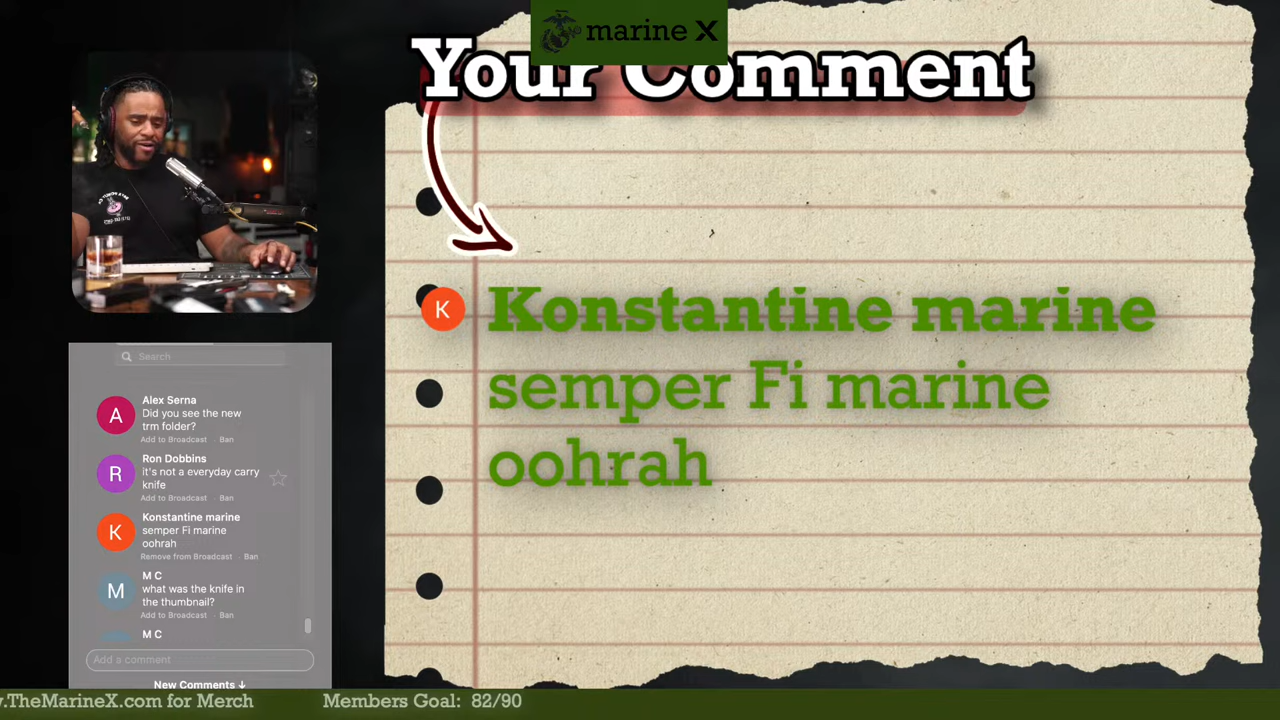 marine X
Your Comment
K
Konstantine marine
semper Fi marine
oohrah
Search
A
Alex Serna
Did you see the new
trm folder?
Add to Broadcast · Ban
R
Ron Dobbins
it's not a everyday carry
knife
Add to Broadcast · Ban
K
Konstantine marine
semper Fi marine
oohrah
Remove from Broadcast · Ban
M
M C
what was the knife in
the thumbnail?
Add to Broadcast · Ban
M C
Add a comment
New Comments ↓
.TheMarineX.com for Merch
Members Goal: 82/90